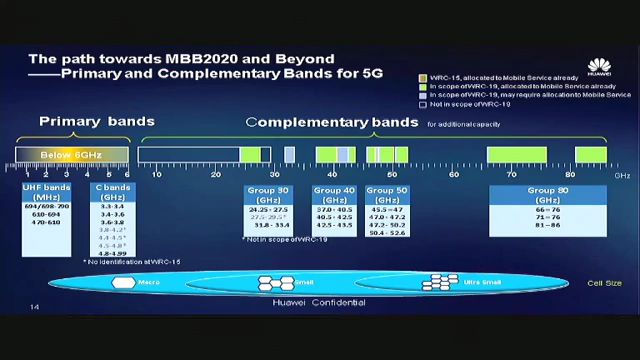 The path towards MBB2020 and Beyond
——Primary and Complementary Bands for 5G
HUAWEI
WRC-15, allocated to Mobile Service already
In scope of WRC-19, allocated to Mobile Service already
In scope of WRC-19, may require allocation to Mobile Service
Not in scope of WRC-19
Primary bands
Complementary bands for additional capacity
Below 6GHz
1 2 3 4 5 6 10 20 30 40 50 60 70 80 GHz
UHF bands
(MHz)
694/698-790
610-694
470-610
C bands
(GHz)
3.3-3.4
3.4-3.6
3.6-3.8
3.8-4.2*
4.4-4.5*
4.5-4.8*
4.8-4.99
* No identification at WRC-15
Group 30
(GHz)
24.25 - 27.5
27.5-29.5*
31.8 - 33.4
* Not in scope of WRC-19
Group 40
(GHz)
37.0 - 40.5
40.5 - 42.5
42.5 - 43.5
Group 50
(GHz)
45.5 - 47
47.0 - 47.2
47.2 - 50.2
50.4 - 52.6
Group 80
(GHz)
66~76
71~76
81~86
Macro
Small
Ultra Small
Cell Size
Huawei Confidential
14